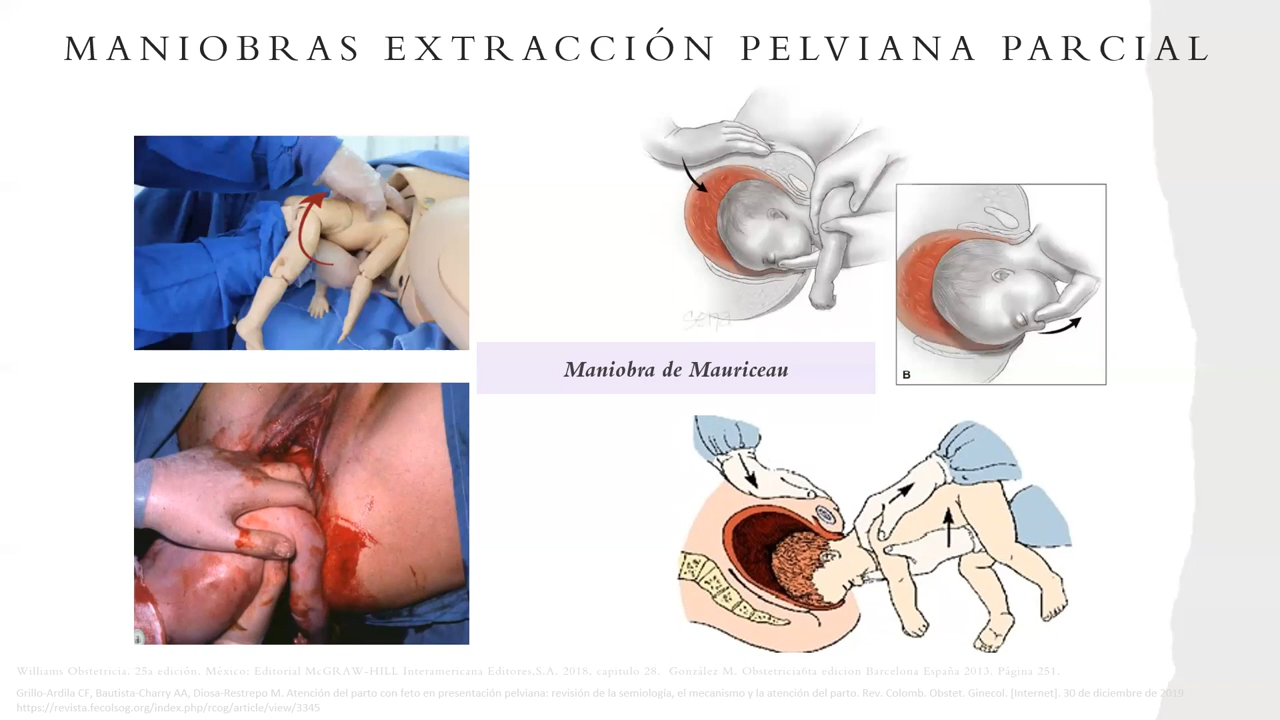 MANIOBRAS EXTRACCIÓN PELVIANA PARCIAL
Maniobra de Mauriceau
B
Williams Obstetricia. 25a edición. México: Editorial McGRAW-HILL Interamericana Editores,S.A. 2018. capitulo 28. González M. Obstetricia6ta edicion Barcelona España 2013. Página 251.
Grillo-Ardila CF, Bautista-Charry AA, Diosa-Restrepo M. Atención del parto con feto en presentación pelviana: revisión de la semiología, el mecanismo y la atención del parto. Rev. Colomb. Obstet. Ginecol. [Internet]. 30 de diciembre de 2019
https://revista.fecolsog.org/index.php/rcog/article/view/3345